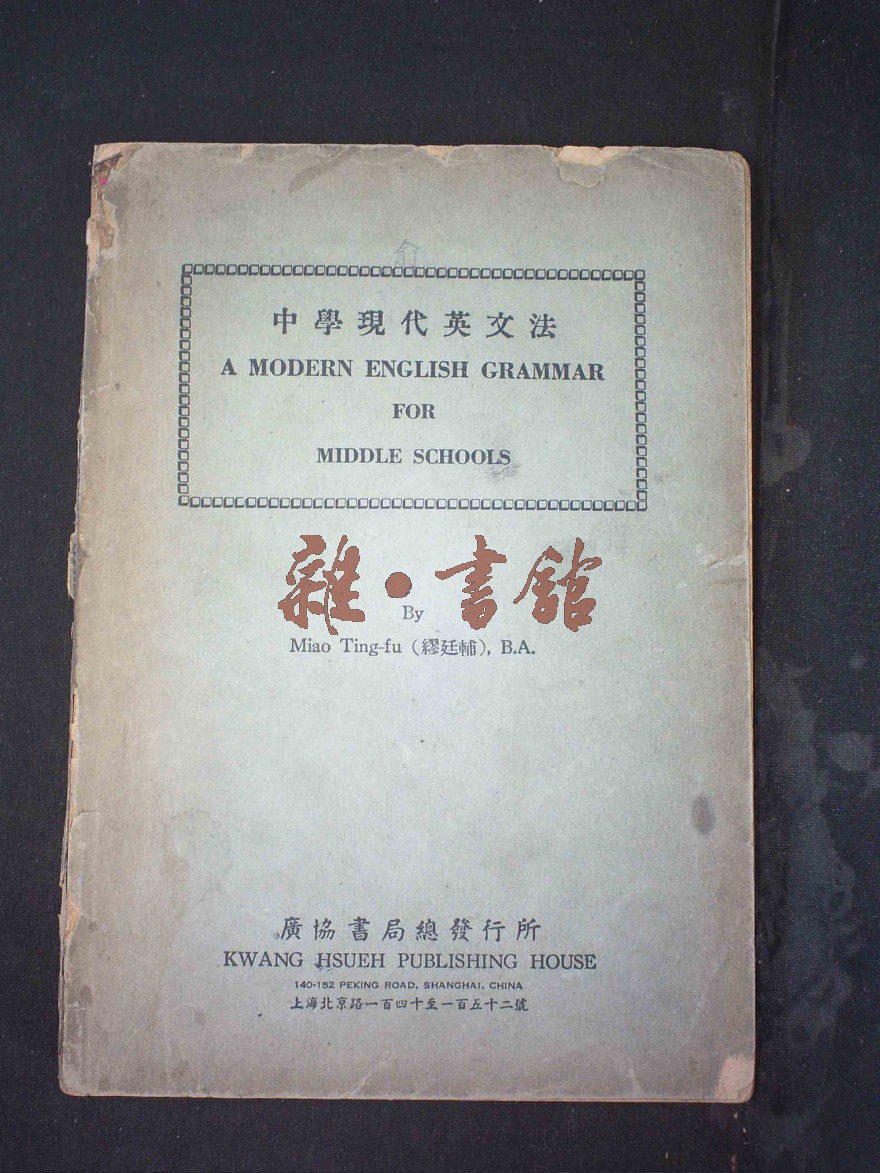 俞
中學現代英文法
A MODERN ENGLISH GRAMMAR
FOR
MIDDLE SCHOOLS
雜·書館
By
Miao Ting-fu (繆廷輔), B.A.
廣協書局總發行所
KWANG HSUEH PUBLISHING HOUSE
140-152 PEKING ROAD, SHANGHAI, CHINA
上海北京路一百四十至一百五十二號